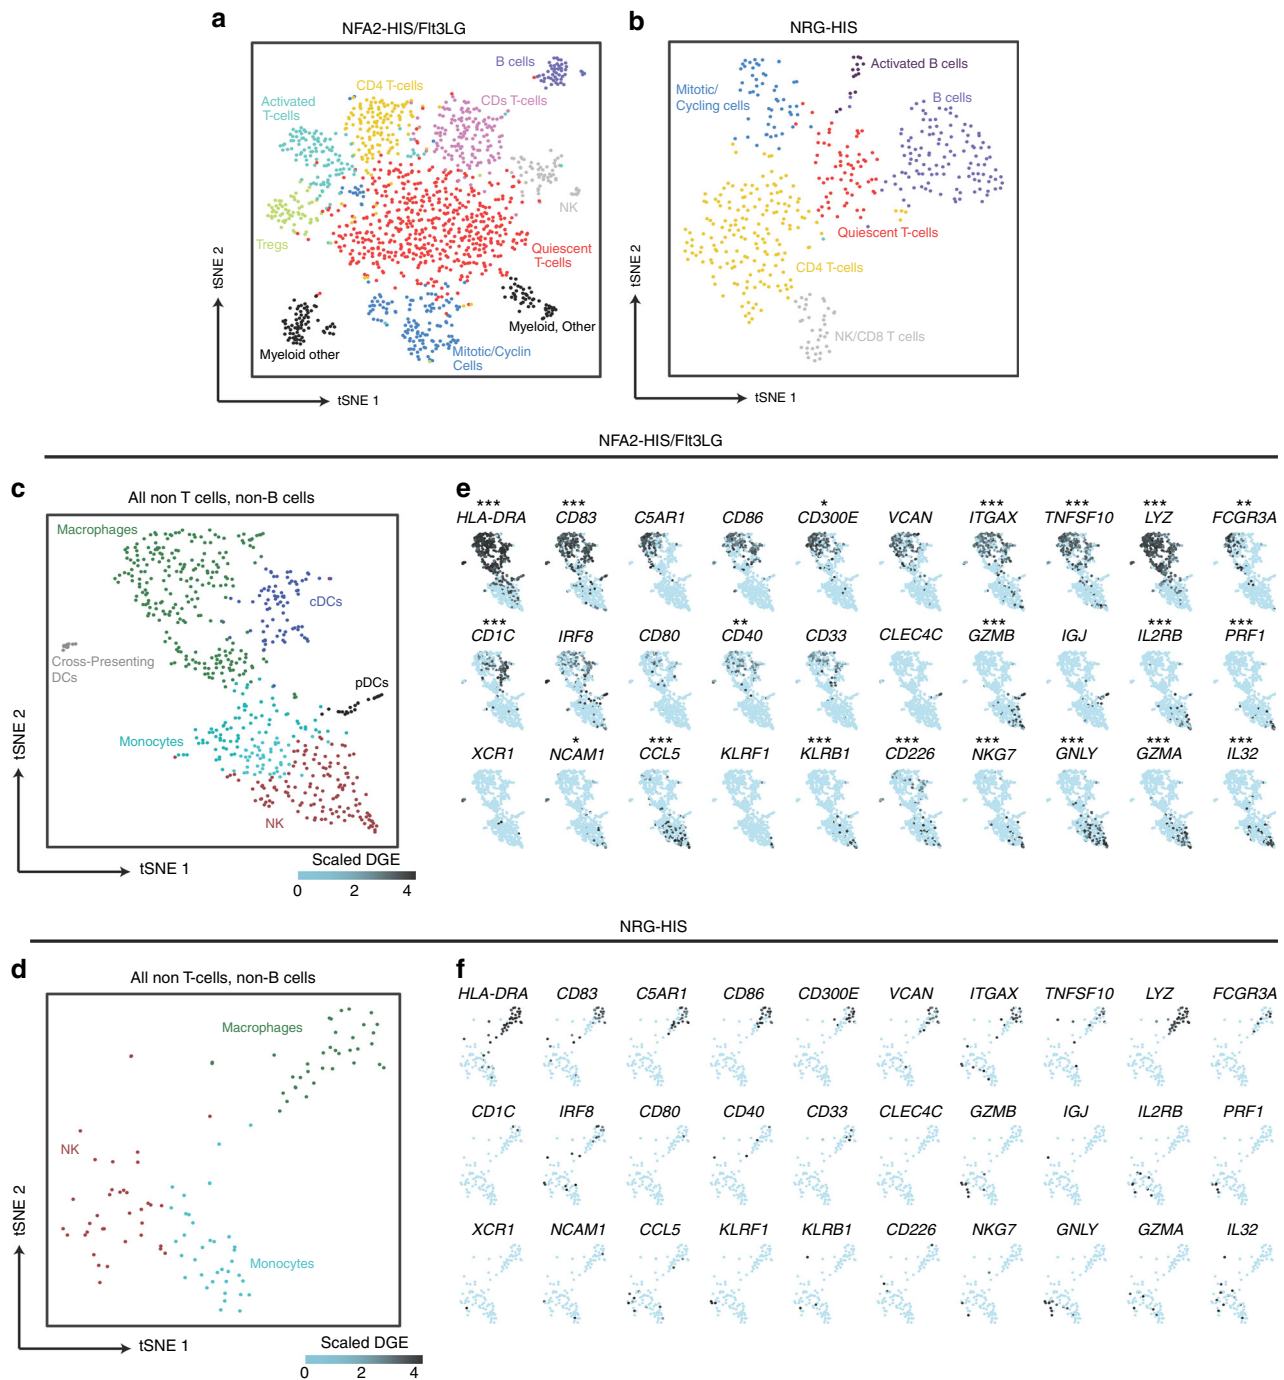 a
NFA2-HIS/Flt3LG
B cells
CD4 T-cells
CDs T-cells
Activated
T-cells
NK
Tregs
Quiescent
T-cells
Myeloid, Other
Myeloid other
Mitotic/Cyclin
Cells
tSNE 2
tSNE 1
b
NRG-HIS
Activated B cells
Mitotic/
Cycling cells
B cells
Quiescent T-cells
CD4 T-cells
NK/CD8 T cells
tSNE 2
tSNE 1
NFA2-HIS/Flt3LG
c
All non T cells, non-B cells
Macrophages
cDCs
Cross-Presenting
DCs
pDCs
Monocytes
NK
tSNE 2
tSNE 1
Scaled DGE
0 2 4
e
*** *** * *** *** *** **
HLA-DRA CD83 C5AR1 CD86 CD300E VCAN ITGAX TNFSF10 LYZ FCGR3A
*** ** *** *** ***
CD1C IRF8 CD80 CD40 CD33 CLEC4C GZMB IGJ IL2RB PRF1
* *** *** *** *** *** *** ***
XCR1 NCAM1 CCL5 KLRF1 KLRB1 CD226 NKG7 GNLY GZMA IL32
NRG-HIS
d
All non T-cells, non-B cells
Macrophages
NK
Monocytes
tSNE 2
tSNE 1
Scaled DGE
0 2 4
f
HLA-DRA CD83 C5AR1 CD86 CD300E VCAN ITGAX TNFSF10 LYZ FCGR3A
CD1C IRF8 CD80 CD40 CD33 CLEC4C GZMB IGJ IL2RB PRF1
XCR1 NCAM1 CCL5 KLRF1 KLRB1 CD226 NKG7 GNLY GZMA IL32